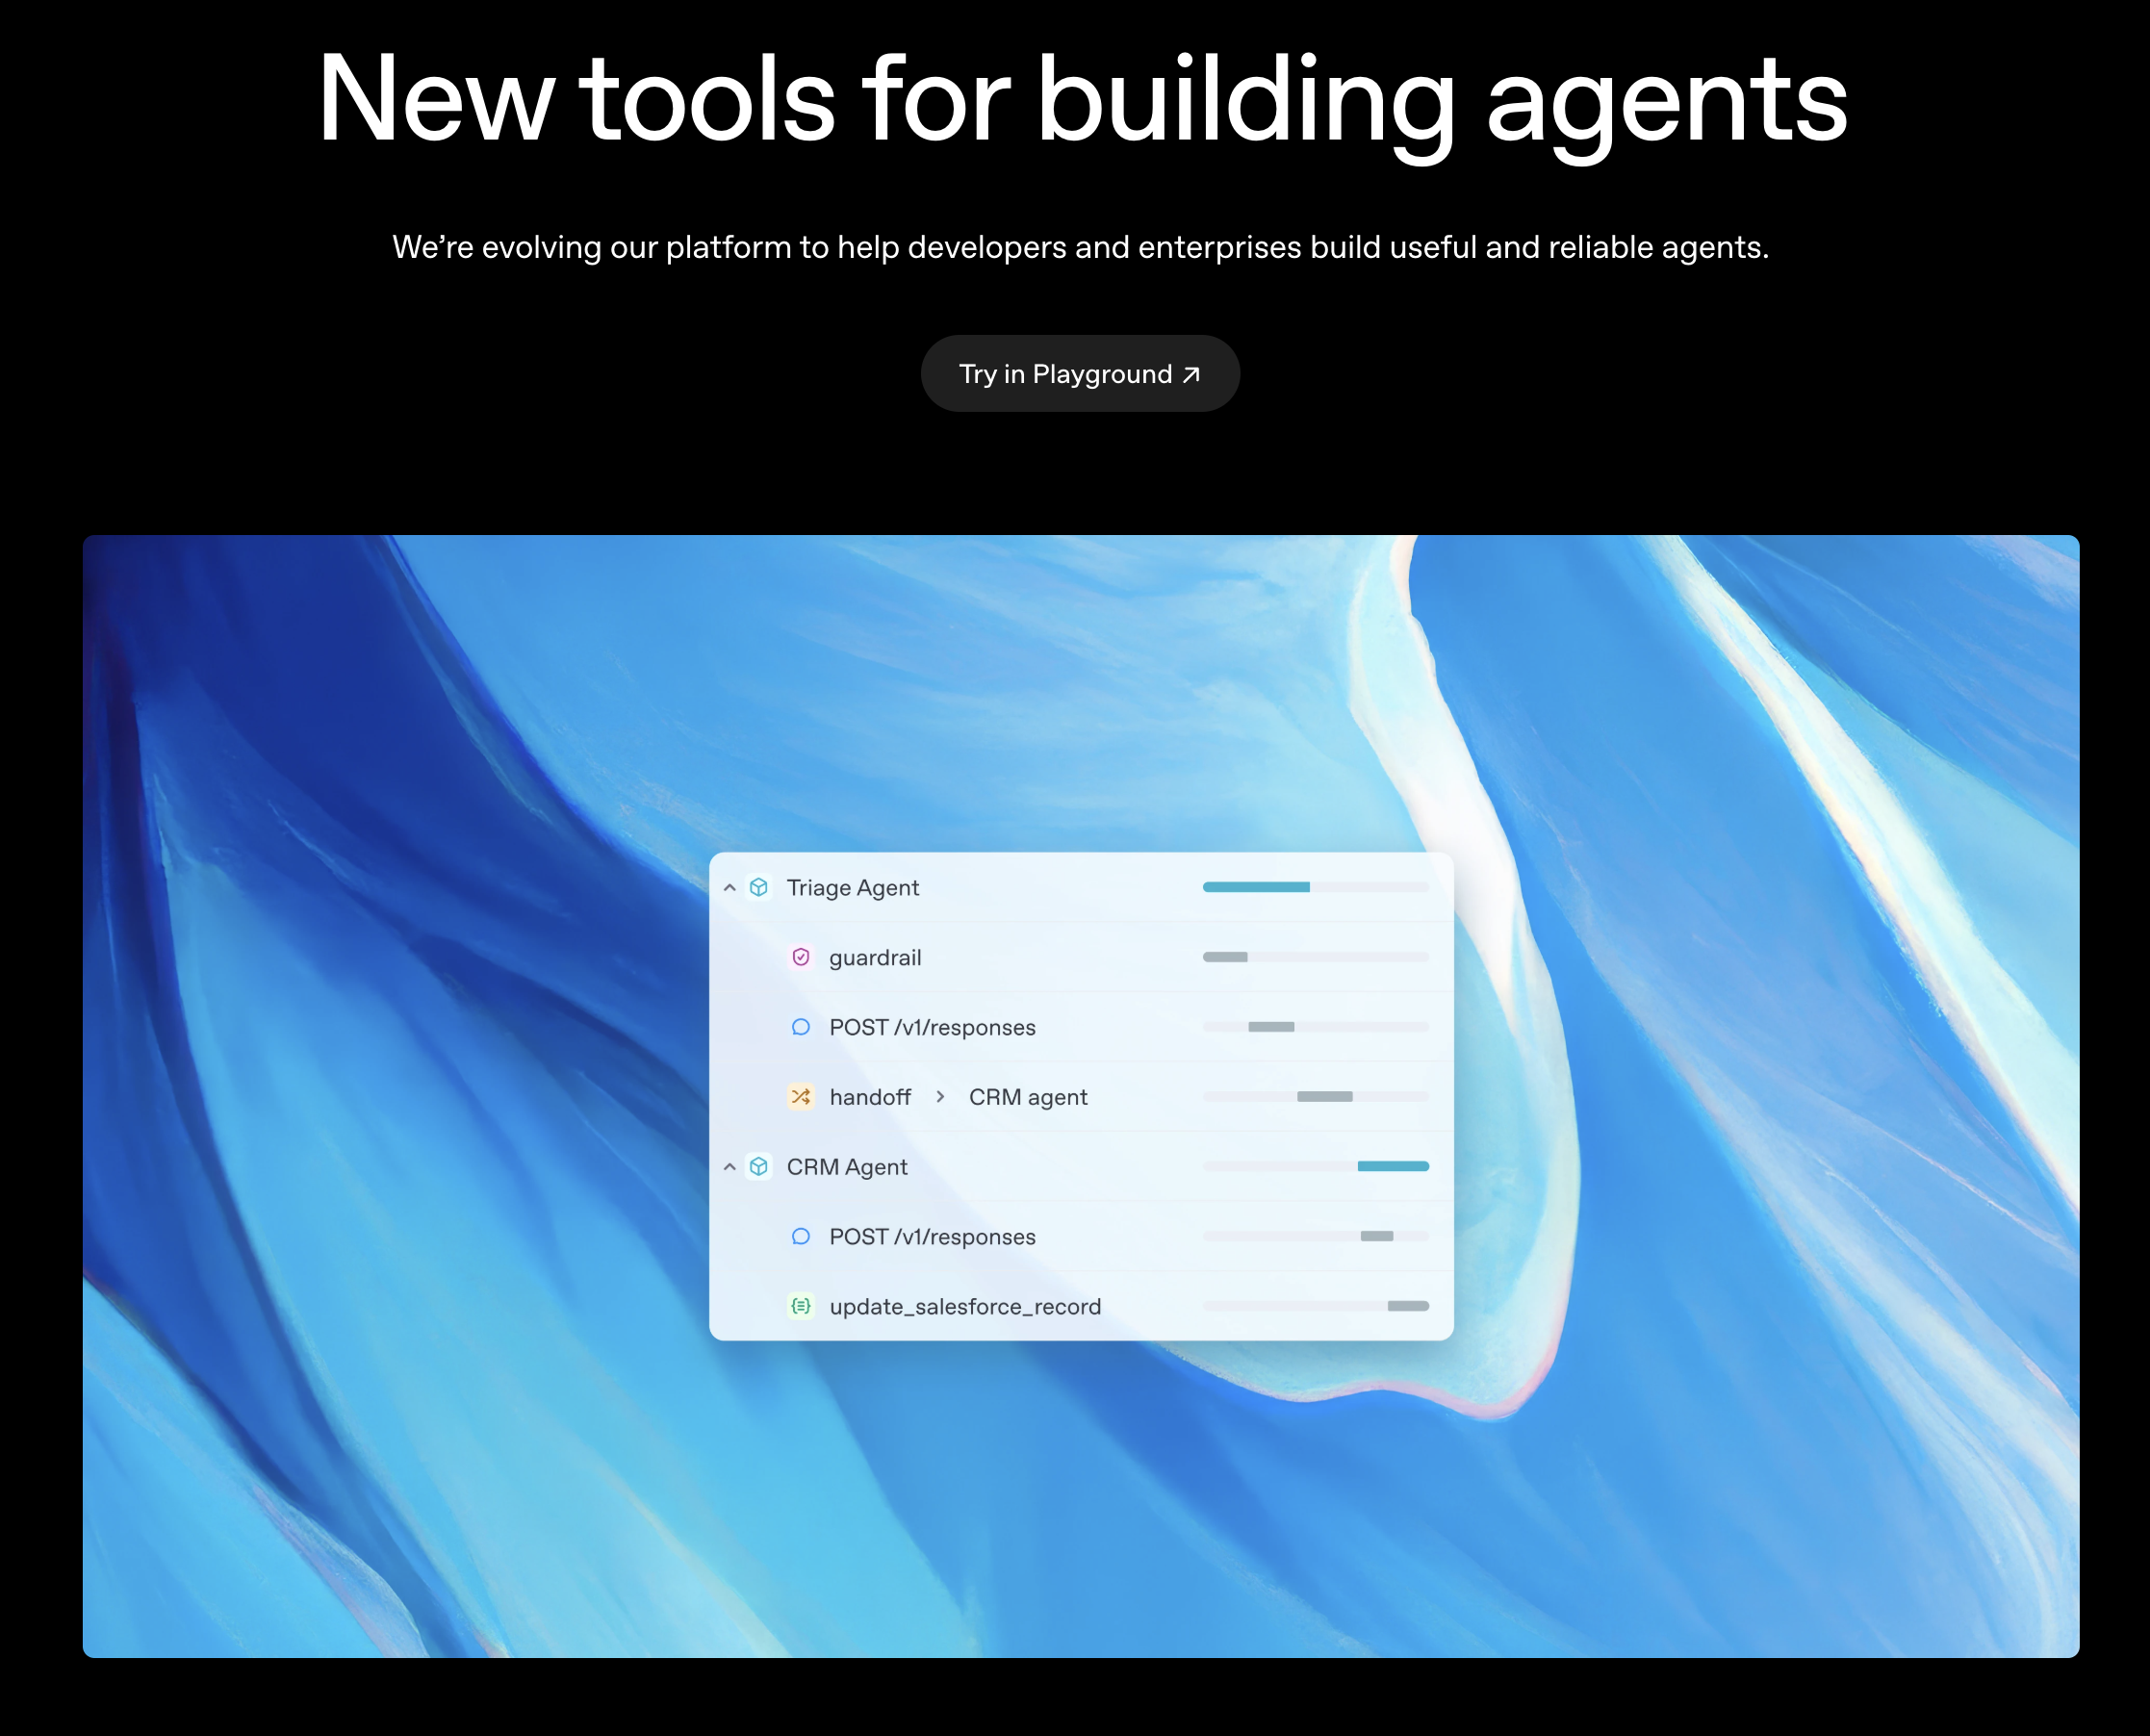 New tools for building agents
We’re evolving our platform to help developers and enterprises build useful and reliable agents.
Try in Playground ↗
Triage Agent
guardrail
POST /v1/responses
handoff > CRM agent
CRM Agent
POST /v1/responses
update_salesforce_record